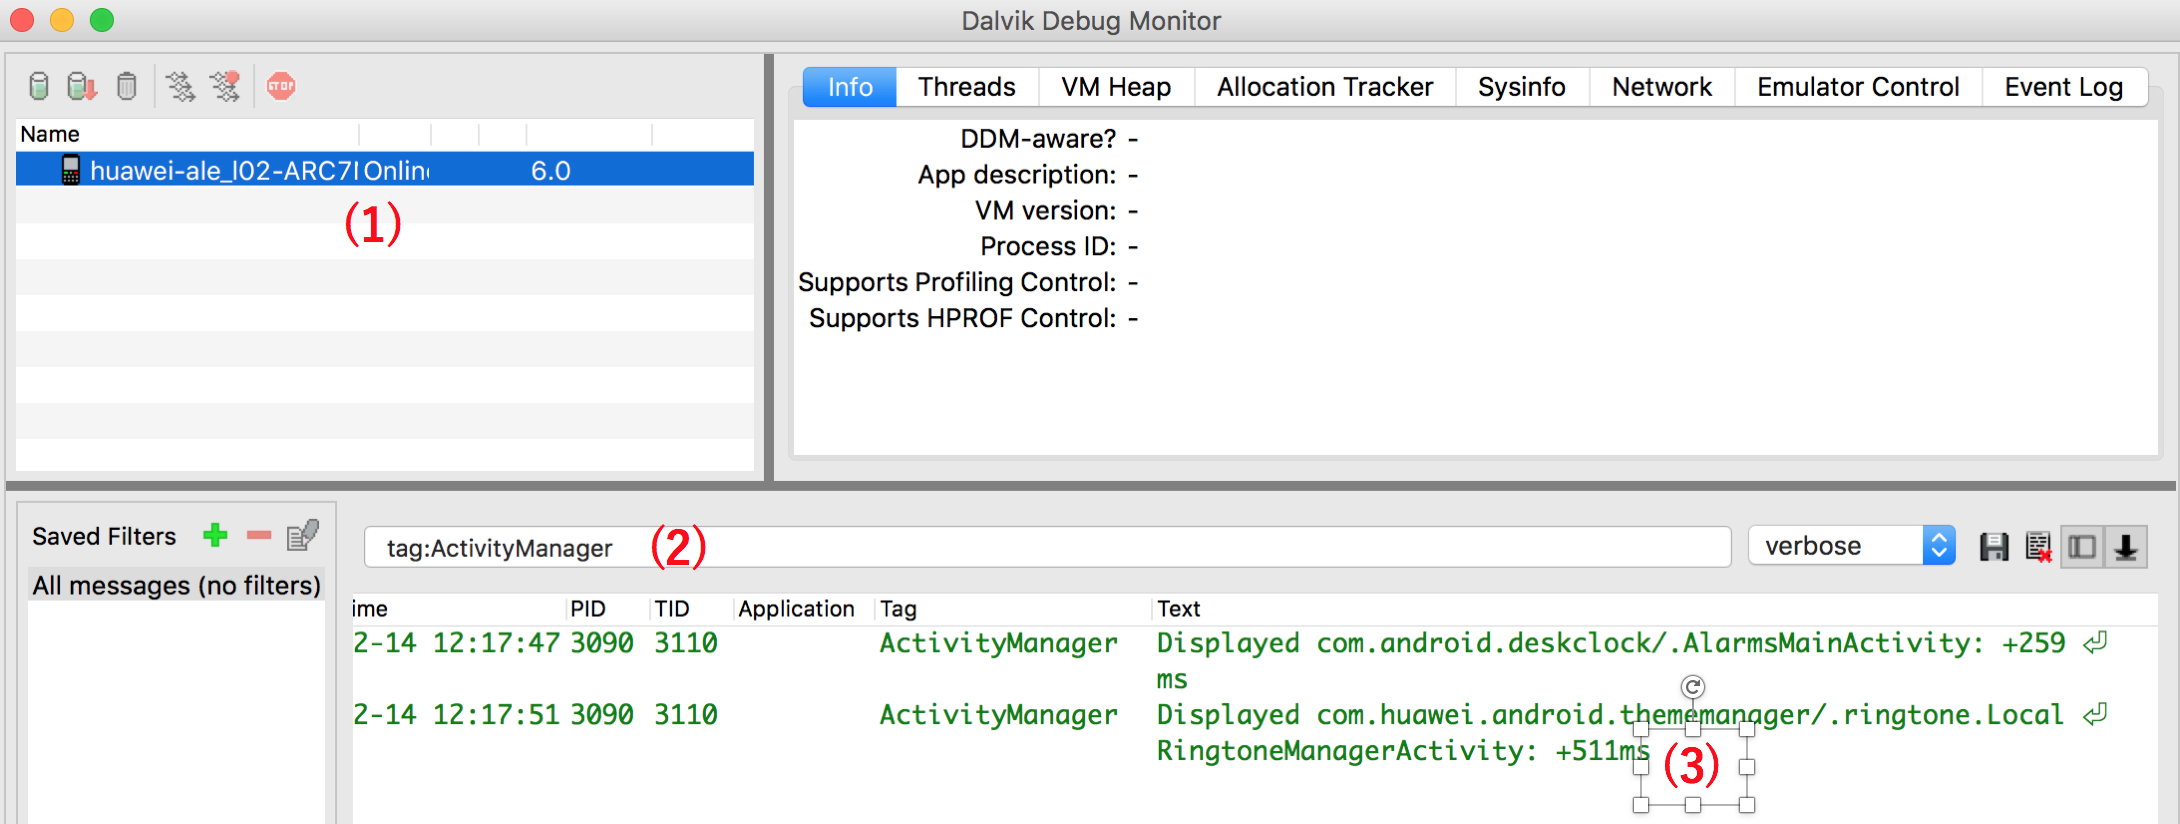 Dalvik Debug Monitor
STOP
Info Threads VM Heap Allocation Tracker Sysinfo Network Emulator Control Event Log
Name
huawei-ale_l02-ARC7 Online 6.0
(1)
DDM-aware? -
App description: -
VM version: -
Process ID: -
Supports Profiling Control: -
Supports HPROF Control: -
Saved Filters
All messages (no filters)
tag:ActivityManager (2) verbose
ime PID TID Application Tag Text
2-14 12:17:47 3090 3110 ActivityManager Displayed com.android.deskclock/.AlarmsMainActivity: +259
ms
2-14 12:17:51 3090 3110 ActivityManager Displayed com.huawei.android.thememanager/.ringtone.Local
RingtoneManagerActivity: +511ms
(3)